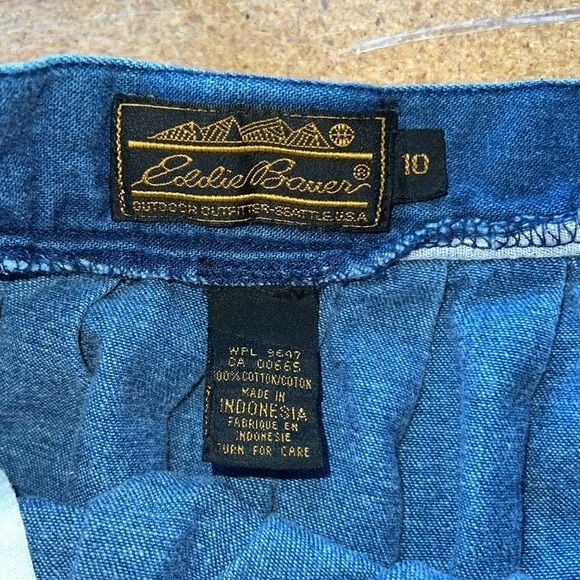 Eddie Bauer®
OUTDOOR OUTFITTER-SEATTLE, U.S.A.
10
WPL 9647
CA 00665
100% COTTON/COTON
MADE IN
INDONESIA
FABRIQUE EN
INDONESIE
TURN FOR CARE